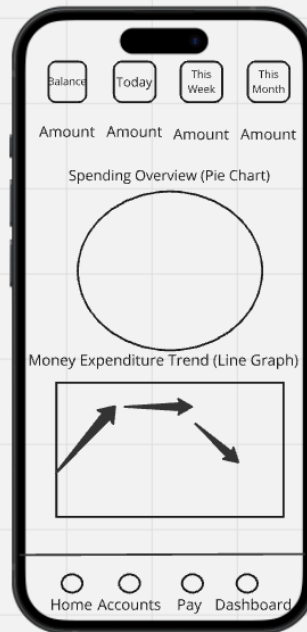 Balance
Today
This
Week
This
Month
Amount Amount Amount Amount
Spending Overview (Pie Chart)
Money Expenditure Trend (Line Graph)
Home Accounts Pay Dashboard